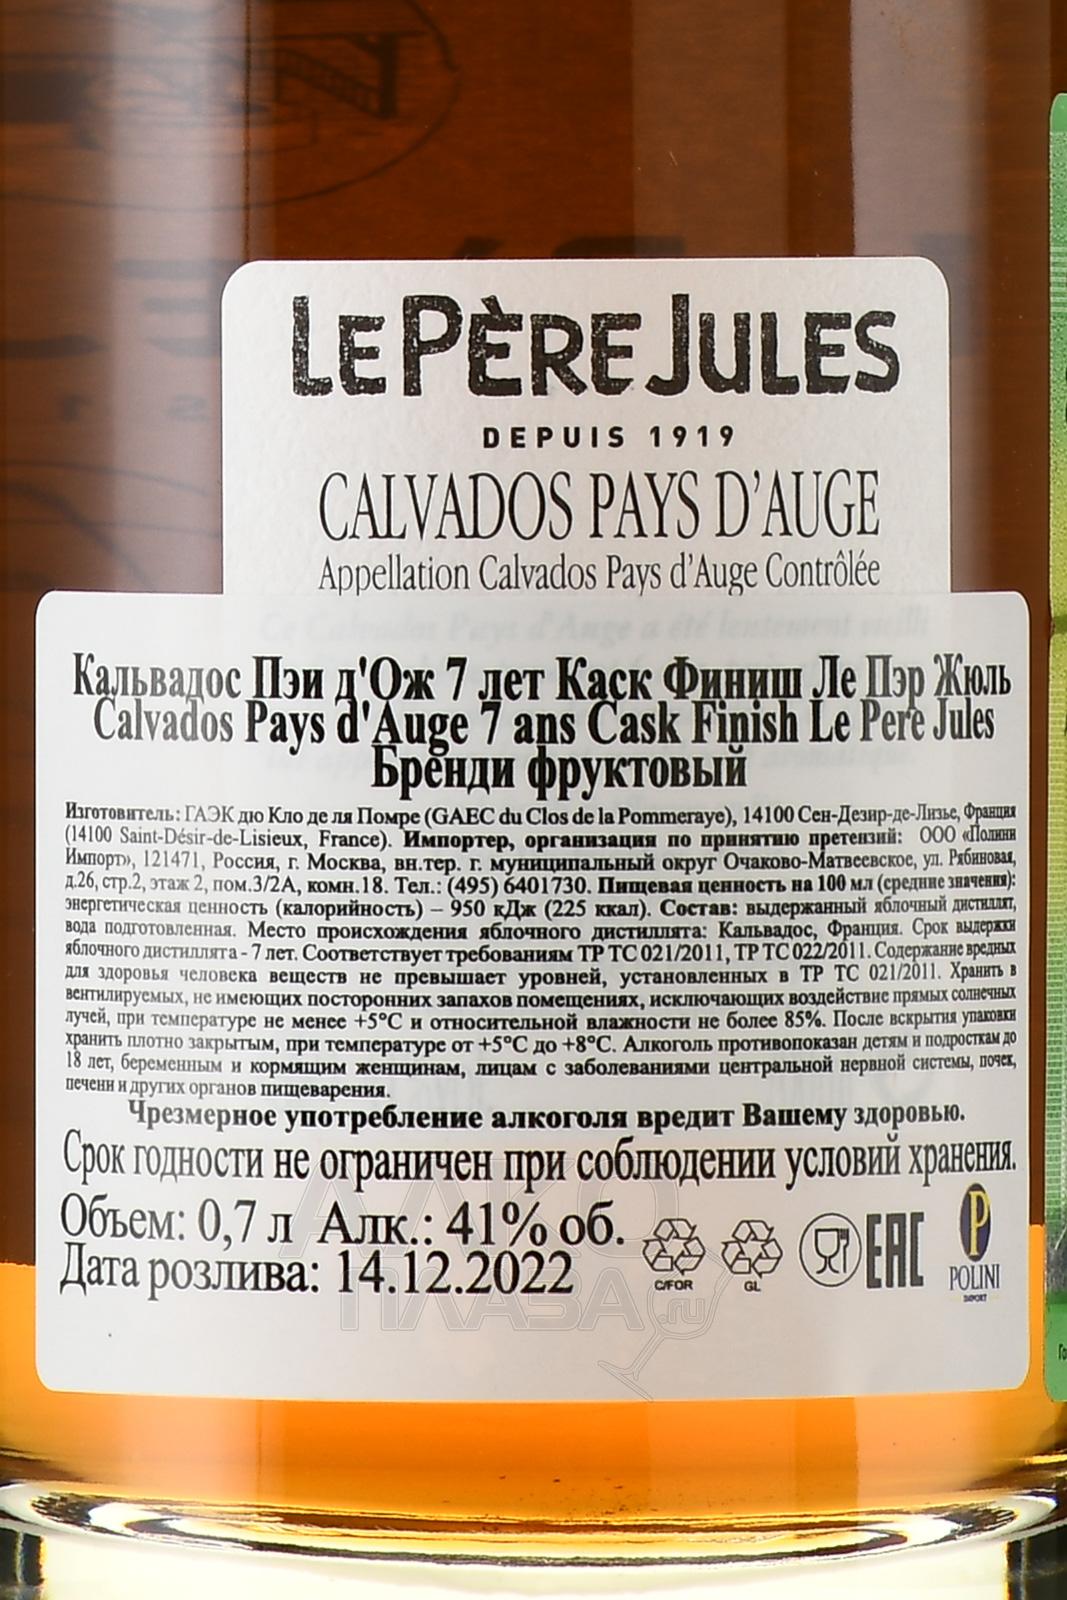 LE PÈRE JULES
DEPUIS 1919
CALVADOS PAYS D'AUGE
Appellation Calvados Pays d'Auge Contrôlée
Ce Calvados Pays d'Auge a été lentement vieilli
Кальвадос Пэи д'Ож 7 лет Каск Финиш Ле Пэр Жюль
Calvados Pays d'Auge 7 ans Cask Finish Le Pere Jules
Бренди фруктовый
Изготовитель: ГАЭК дю Кло де ля Помре (GAEC du Clos de la Pommeraye), 14100 Сен-Дезир-де-Лизье, Франция
(14100 Saint-Désir-de-Lisieux, France). Импортер, организация по принятию претензий: ООО «Полини
Импорт», 121471, Россия, г. Москва, вн.тер. г. муниципальный округ Очаково-Матвеевское, ул. Рябиновая,
д.26, стр.2, этаж 2, пом.3/2А, комн.18. Тел.: (495) 6401730. Пищевая ценность на 100 мл (средние значения):
энергетическая ценность (калорийность) – 950 кДж (225 ккал). Состав: выдержанный яблочный дистиллят,
вода подготовленная. Место происхождения яблочного дистиллята: Кальвадос, Франция. Срок выдержки
яблочного дистиллята - 7 лет. Соответствует требованиям ТР ТС 021/2011, ТР ТС 022/2011. Содержание вредных
для здоровья человека веществ не превышает уровней, установленных в ТР ТС 021/2011. Хранить в
вентилируемых, не имеющих посторонних запахов помещениях, исключающих воздействие прямых солнечных
лучей, при температуре не менее +5°С и относительной влажности не более 85%. После вскрытия упаковки
хранить плотно закрытым, при температуре от +5°С до +8°С. Алкоголь противопоказан детям и подросткам до
18 лет, беременным и кормящим женщинам, лицам с заболеваниями центральной нервной системы, почек,
печени и других органов пищеварения.
Чрезмерное употребление алкоголя вредит Вашему здоровью.
Срок годности не ограничен при соблюдении условий хранения.
Объем: 0,7 л Алк.: 41% об.
Дата розлива: 14.12.2022
C/FOR GL EAC P POLINI IMPORT
АЛКО
ПЛАЗА.ru